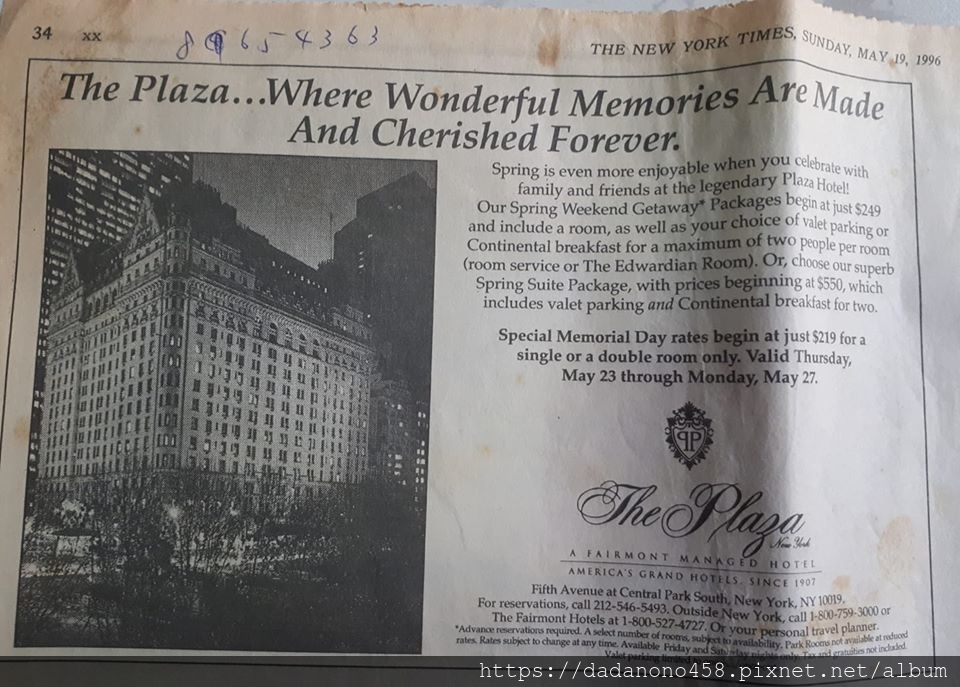 34 xx
THE NEW YORK TIMES, SUNDAY, MAY 19, 1996
The Plaza...Where Wonderful Memories Are Made
And Cherished Forever.
Spring is even more enjoyable when you celebrate with
family and friends at the legendary Plaza Hotel!
Our Spring Weekend Getaway* Packages begin at just $249
and include a room, as well as your choice of valet parking or
Continental breakfast for a maximum of two people per room
(room service or The Edwardian Room). Or, choose our superb
Spring Suite Package, with prices beginning at $550, which
includes valet parking and Continental breakfast for two.
Special Memorial Day rates begin at just $219 for a
single or a double room only. Valid Thursday,
May 23 through Monday, May 27.
The Plaza
New York
A FAIRMONT MANAGED HOTEL
AMERICA'S GRAND HOTELS. SINCE 1907
Fifth Avenue at Central Park South, New York, NY 10019.
For reservations, call 212-546-5493. Outside New York, call 1-800-759-3000 or
The Fairmont Hotels at 1-800-527-4727. Or your personal travel planner.
*Advance reservations required. A select number of rooms, subject to availability. Park Rooms not available at reduced
rates. Rates subject to change at any time. Available Friday and Saturday nights only. Tax and gratuities not included.
Valet parking limited
https://dadanono458.pixnet.net/album